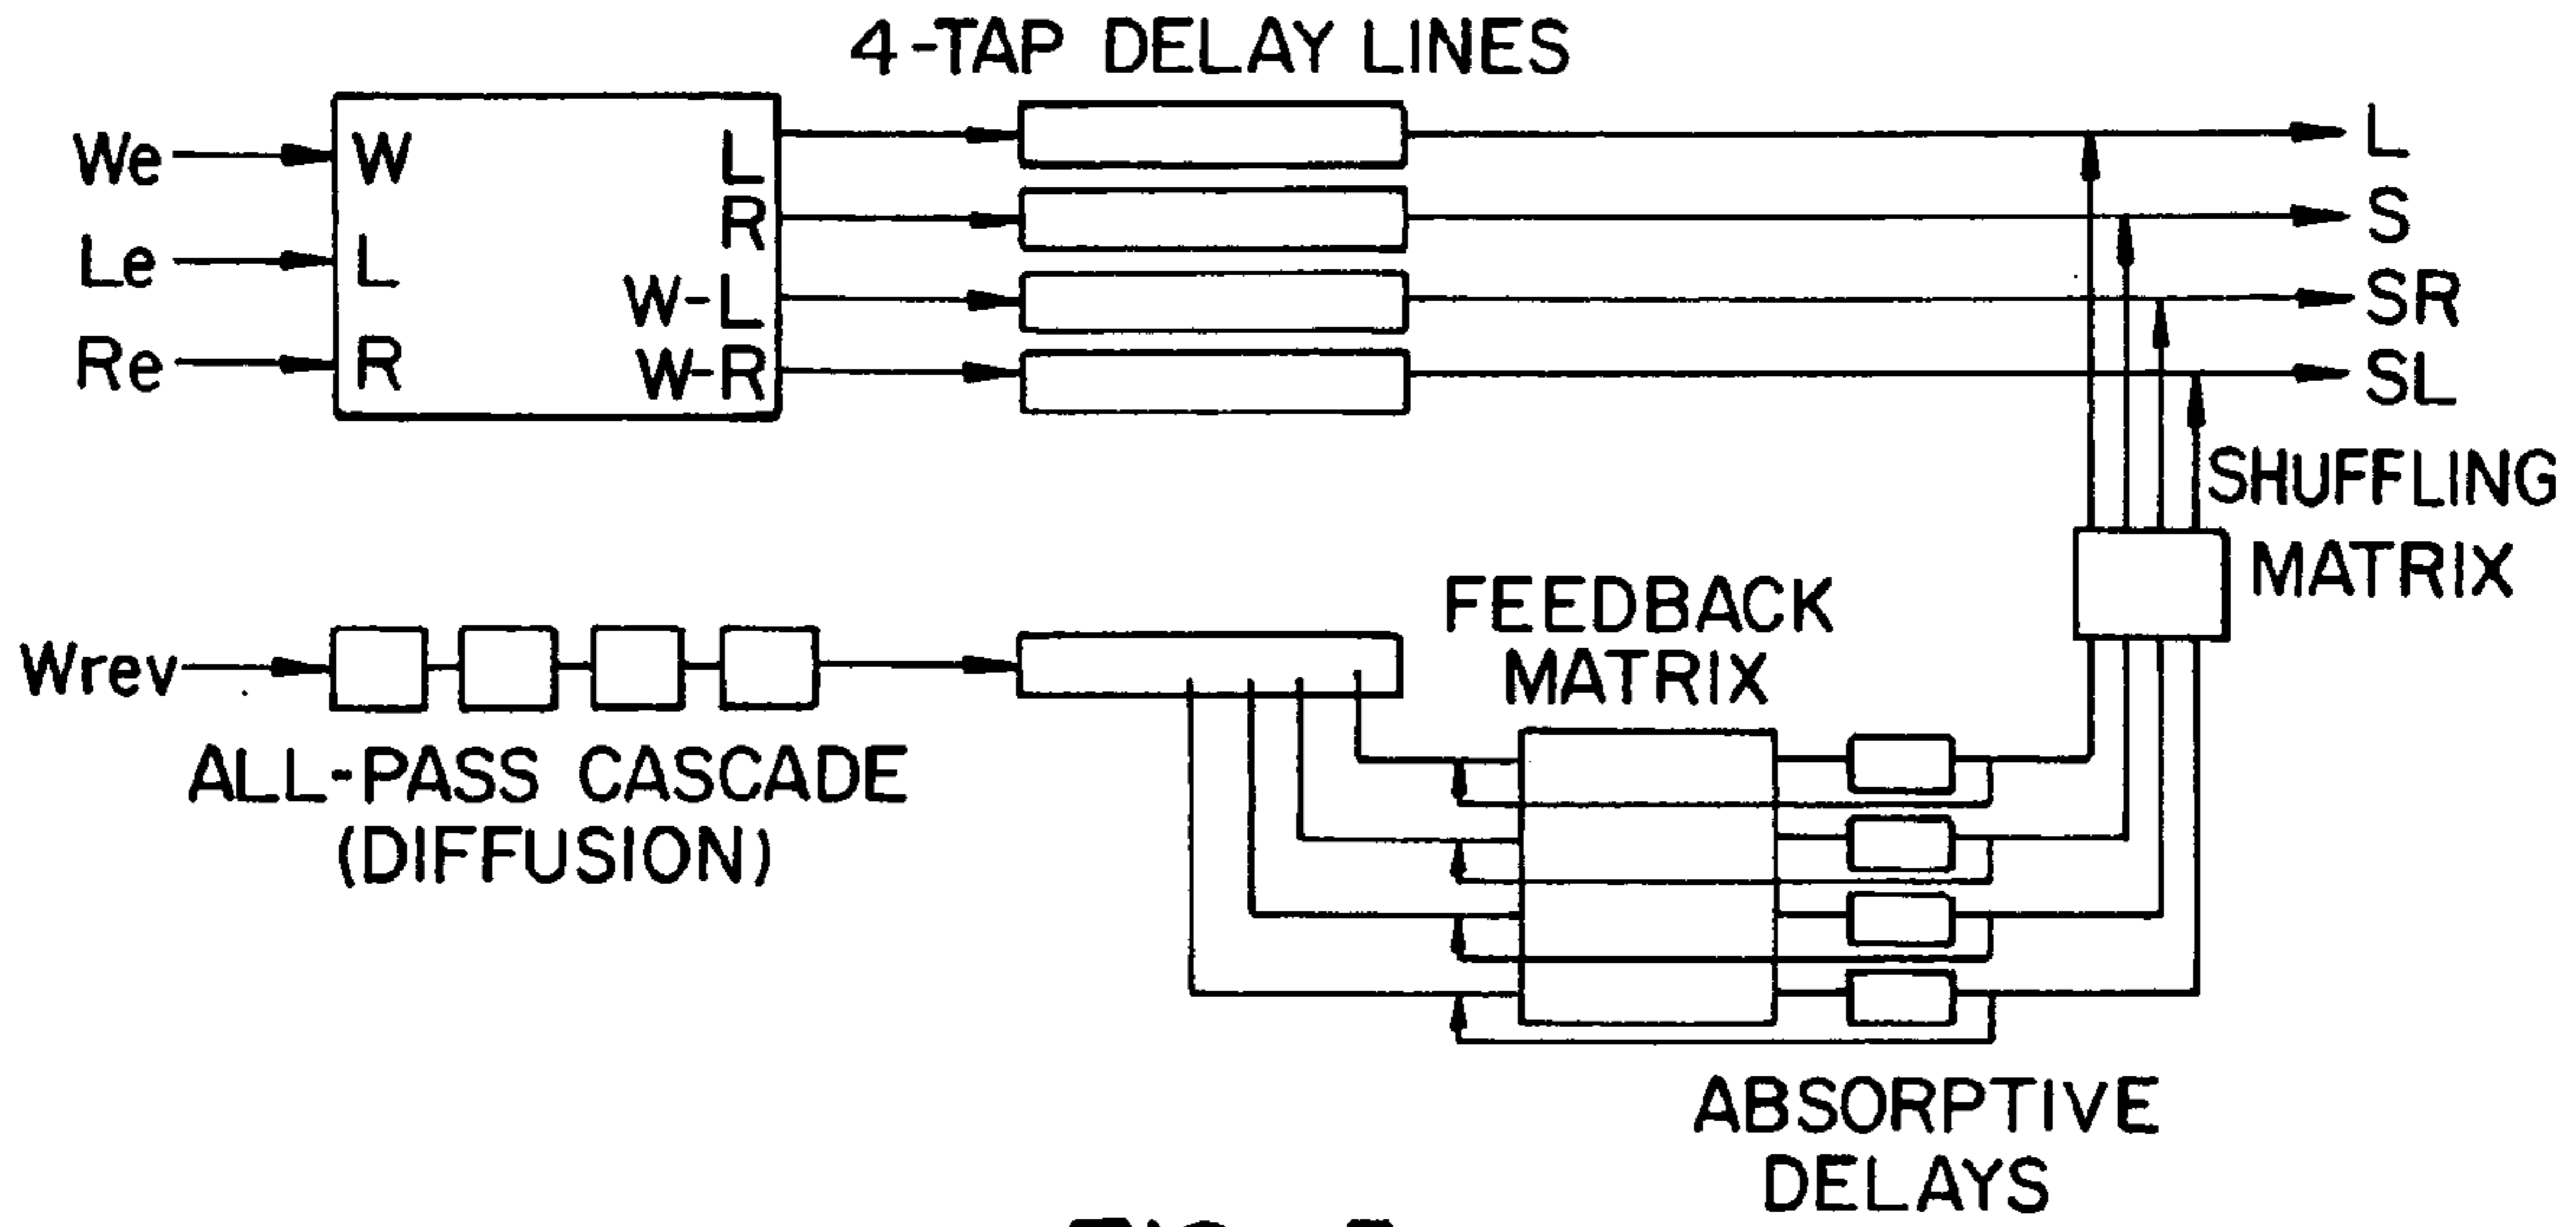 4-TAP DELAY LINES
We
W
L
L
R
S
Le
L
W-L
SR
Re
R
W-R
SL
SHUFFLING
MATRIX
FEEDBACK
MATRIX
Wrev
ALL-PASS CASCADE
(DIFFUSION)
ABSORPTIVE
DELAYS